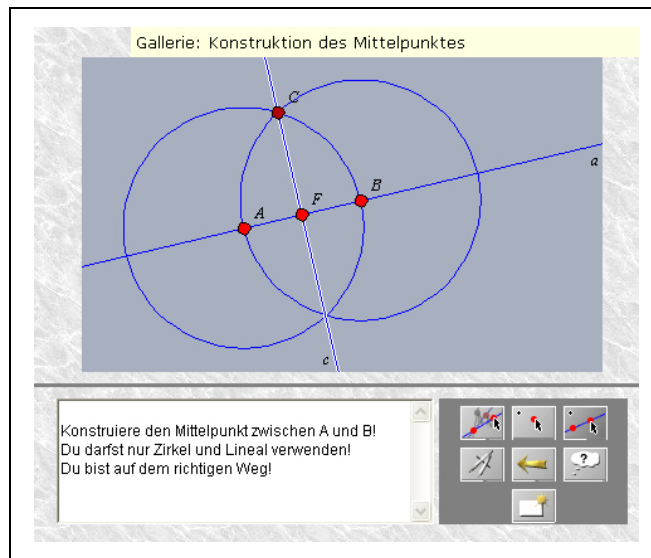 Gallerie: Konstruktion des Mittelpunktes
C
a
B
F
A
c
Konstruiere den Mittelpunkt zwischen A und B!
Du darfst nur Zirkel und Lineal verwenden!
Du bist auf dem richtigen Weg!
?